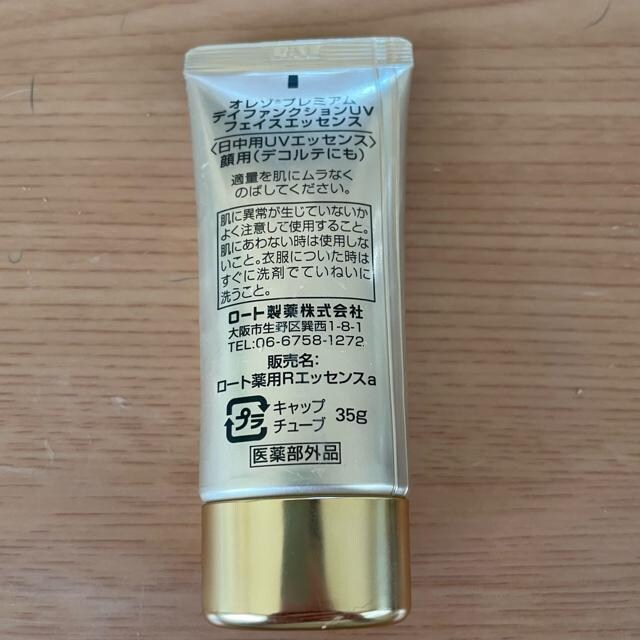 オレゾ®プレミアム
デイファンクションUV
フェイスエッセンス
〈日中用UVエッセンス〉
顔用(デコルテにも)
適量を肌にムラなく
のばしてください。
肌に異常が生じていないか
よく注意して使用すること。
肌にあわない時は使用しな
いこと。衣服についた時は
すぐに洗剤でていねいに
洗うこと。
ロート製薬株式会社
大阪市生野区巽西1-8-1
TEL:06-6758-1272
販売名:
ロート薬用Rエッセンスa
プラ
キャップ
チューブ 35g
医薬部外品